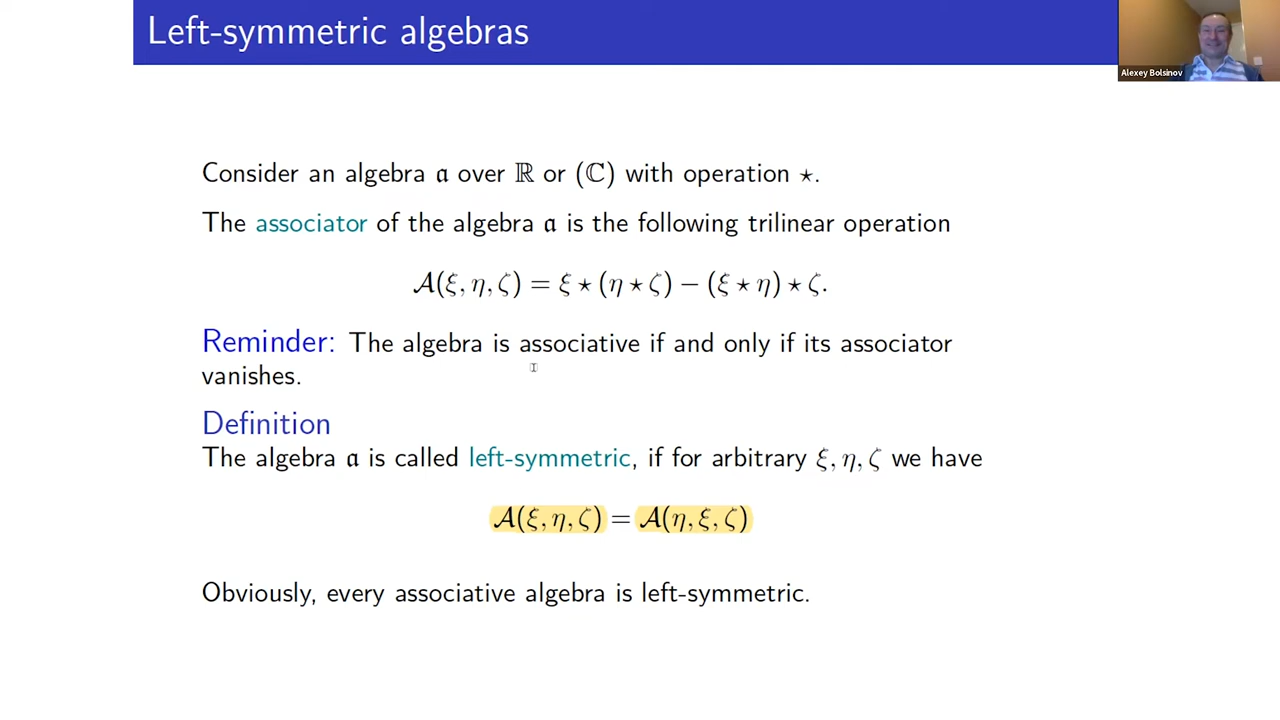 Left-symmetric algebras
Alexey Bolsinov
Consider an algebra 𝔞 over ℝ or (ℂ) with operation ⋆.
The associator of the algebra 𝔞 is the following trilinear operation
𝒜(ξ, η, ζ) = ξ ⋆ (η ⋆ ζ) − (ξ ⋆ η) ⋆ ζ.
Reminder: The algebra is associative if and only if its associator
vanishes.
Definition
The algebra 𝔞 is called left-symmetric, if for arbitrary ξ, η, ζ we have
𝒜(ξ, η, ζ) = 𝒜(η, ξ, ζ)
Obviously, every associative algebra is left-symmetric.